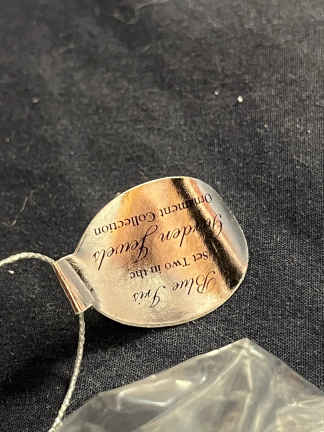 Blue Iris
Set Two in the
Garden Jewels
Ornament Collection